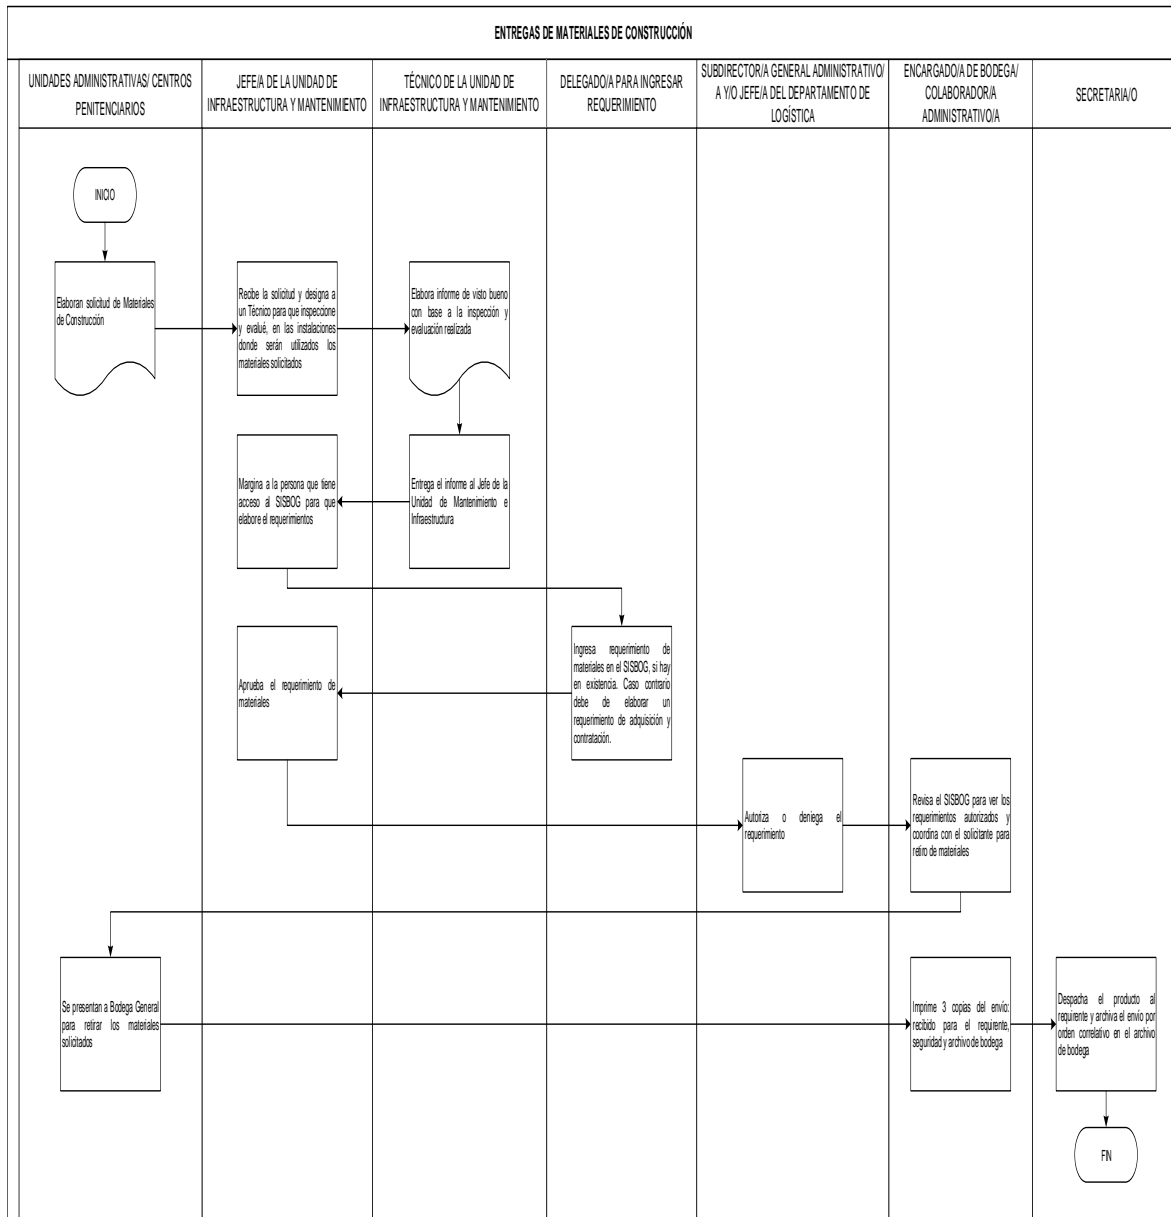 ENTREGAS DE MATERIALES DE CONSTRUCCIÓN
UNIDADES ADMINISTRATIVAS/ CENTROS
PENITENCIARIOS
JEFE/A DE LA UNIDAD DE
INFRAESTRUCTURA Y MANTENIMIENTO
TÉCNICO DE LA UNIDAD DE
INFRAESTRUCTURA Y MANTENIMIENTO
DELEGADO/A PARA INGRESAR
REQUERIMIENTO
SUBDIRECTOR/A GENERAL ADMINISTRATIVO/
A Y/O JEFE/A DEL DEPARTAMENTO DE
LOGÍSTICA
ENCARGADO/A DE BODEGA/
COLABORADOR/A
ADMINISTRATIVO/A
SECRETARIA/O
INICIO
Elaboran solicitud de Materiales
de Construcción
Recibe la solicitud y designa a
un Técnico para que inspeccione
y evalué, en las instalaciones
donde serán utilizados los
materiales solicitados
Elabora informe de visto bueno
con base a la inspección y
evaluación realizada
Entrega el informe al Jefe de la
Unidad de Mantenimiento e
Infraestructura
Margina a la persona que tiene
acceso al SISBOG para que
elabore el requerimientos
Ingresa requerimiento de
materiales en el SISBOG, si hay
en existencia. Caso contrario
debe de elaborar un
requerimiento de adquisición y
contratación.
Aprueba el requerimiento de
materiales
Autoriza o deniega el
requerimiento
Revisa el SISBOG para ver los
requerimientos autorizados y
coordina con el solicitante para
retiro de materiales
Se presentan a Bodega General
para retirar los materiales
solicitados
Imprime 3 copias del envío:
recibido para el requirente,
seguridad y archivo de bodega
Despacha el producto al
requirente y archiva el envío por
orden correlativo en el archivo
de bodega
FIN